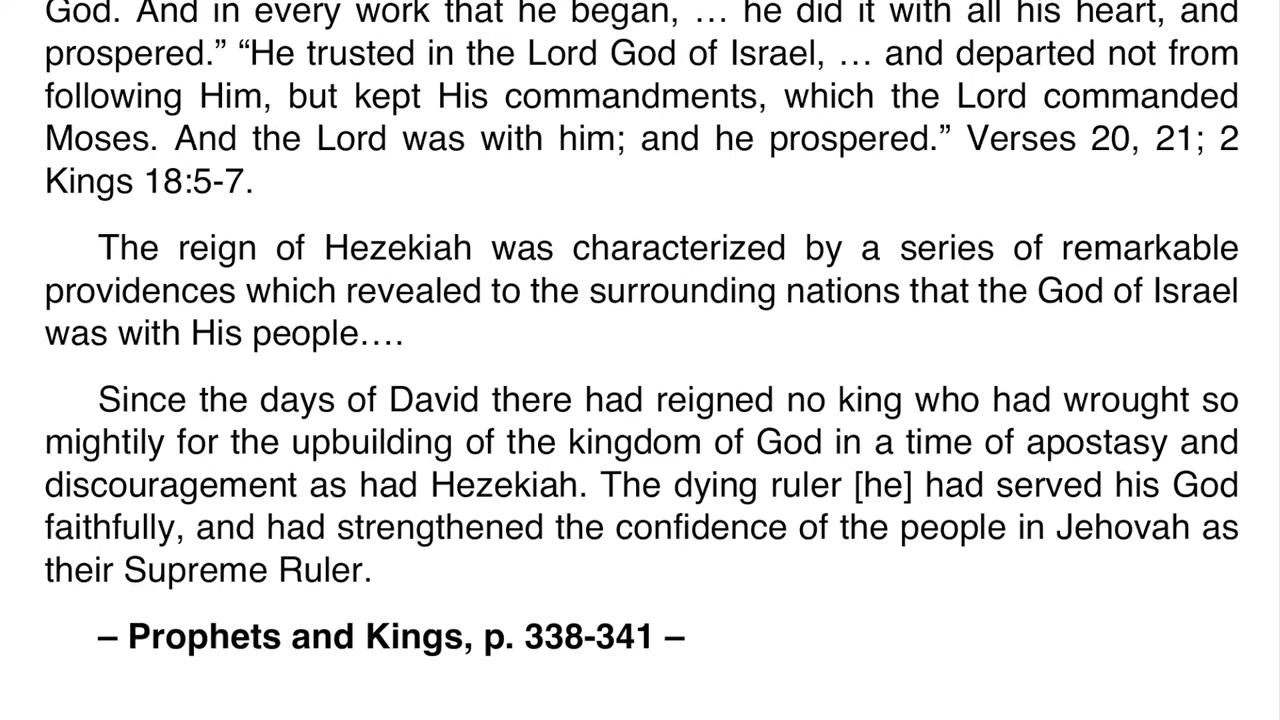 God. And in every work that he began, … he did it with all his heart, and
prospered.” “He trusted in the Lord God of Israel, … and departed not from
following Him, but kept His commandments, which the Lord commanded
Moses. And the Lord was with him; and he prospered.” Verses 20, 21; 2
Kings 18:5-7.
The reign of Hezekiah was characterized by a series of remarkable
providences which revealed to the surrounding nations that the God of Israel
was with His people….
Since the days of David there had reigned no king who had wrought so
mightily for the upbuilding of the kingdom of God in a time of apostasy and
discouragement as had Hezekiah. The dying ruler [he] had served his God
faithfully, and had strengthened the confidence of the people in Jehovah as
their Supreme Ruler.
– Prophets and Kings, p. 338-341 –